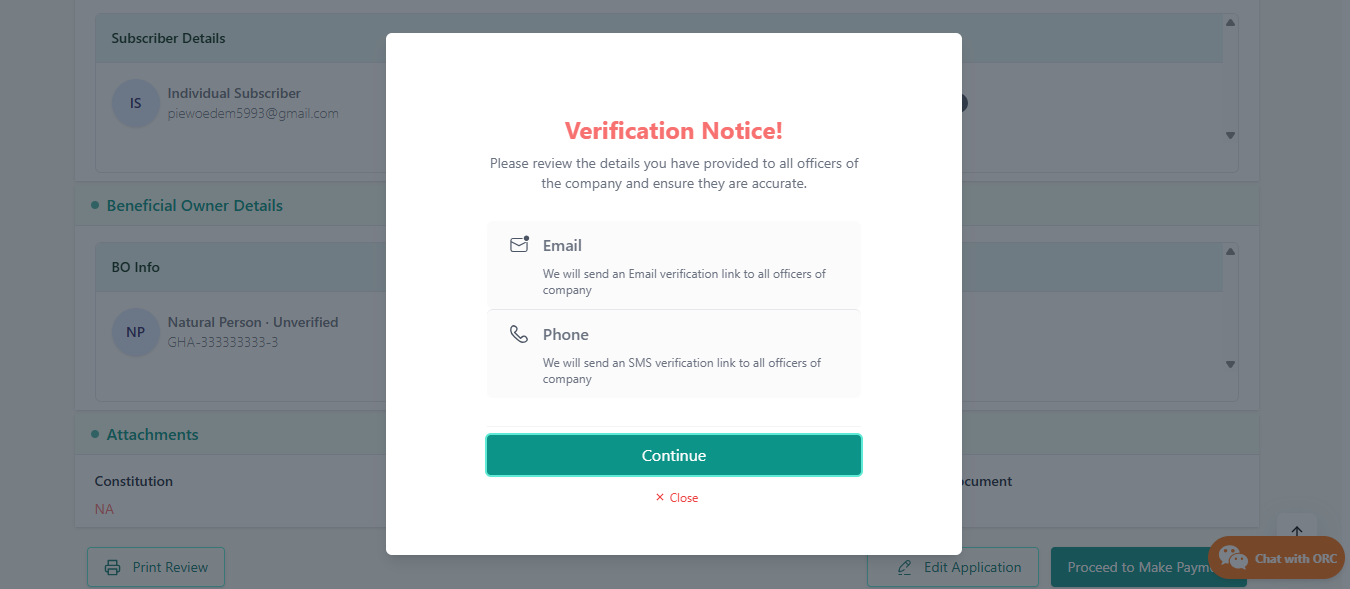 Subscriber Details
IS
Individual Subscriber
piewoedem5993@gmail.com
Beneficial Owner Details
BO Info
NP
Natural Person · Unverified
GHA-333333333-3
Attachments
Constitution
NA
Verification Notice!
Please review the details you have provided to all officers of
the company and ensure they are accurate.
Email
We will send an Email verification link to all officers of
company
Phone
We will send an SMS verification link to all officers of
company
Continue
× Close
Print Review
Edit Application
Proceed to Make
Chat with ORC